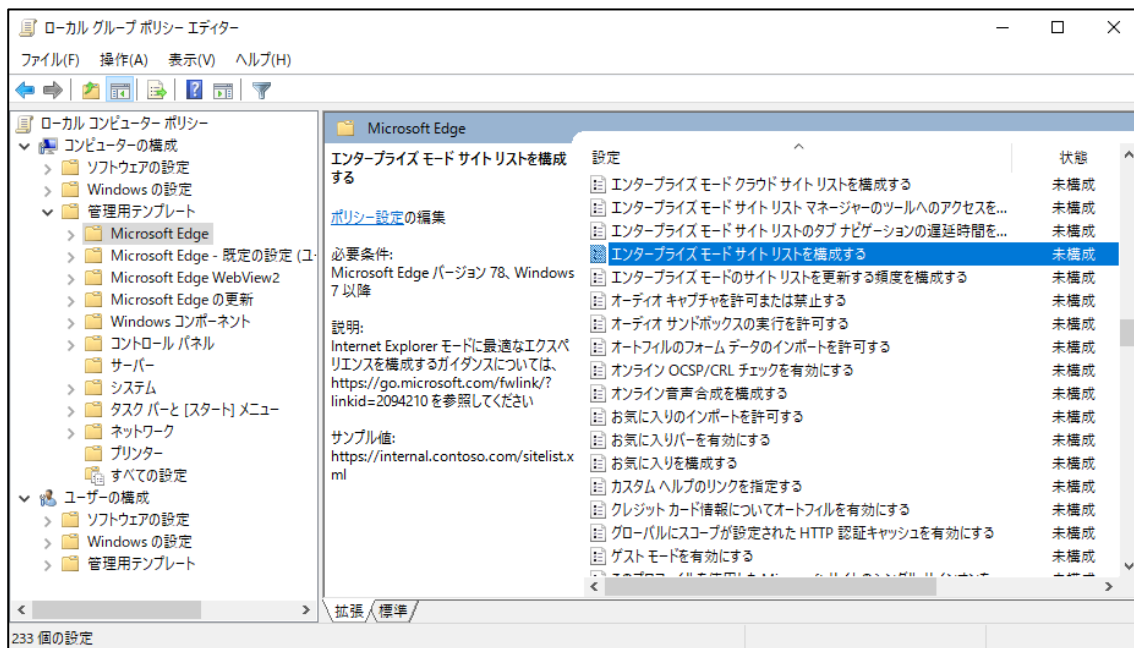 ローカル グループ ポリシー エディター
ファイル(F) 操作(A) 表示(V) ヘルプ(H)
ローカル コンピューター ポリシー
コンピューターの構成
ソフトウェアの設定
Windows の設定
管理用テンプレート
Microsoft Edge
Microsoft Edge - 既定の設定 (ユ
Microsoft Edge WebView2
Microsoft Edge の更新
Windows コンポーネント
コントロール パネル
サーバー
システム
タスク バーと [スタート] メニュー
ネットワーク
プリンター
すべての設定
ユーザーの構成
ソフトウェアの設定
Windows の設定
管理用テンプレート
Microsoft Edge
エンタープライズ モード サイト リストを構成
する
ポリシー設定の編集
必要条件:
Microsoft Edge バージョン 78、Windows
7 以降
説明:
Internet Explorer モードに最適なエクスペ
リエンスを構成するガイダンスについては、
https://go.microsoft.com/fwlink/?
linkid=2094210 を参照してください
サンプル値:
https://internal.contoso.com/sitelist.x
ml
設定 状態
エンタープライズ モード クラウド サイト リストを構成する 未構成
エンタープライズ モード サイト リスト マネージャーのツールへのアクセスを... 未構成
エンタープライズ モード サイト リストのタブ ナビゲーションの遅延時間を... 未構成
エンタープライズ モード サイト リストを構成する 未構成
エンタープライズ モードのサイト リストを更新する頻度を構成する 未構成
オーディオ キャプチャを許可または禁止する 未構成
オーディオ サンドボックスの実行を許可する 未構成
オートフィルのフォーム データのインポートを許可する 未構成
オンライン OCSP/CRL チェックを有効にする 未構成
オンライン音声合成を構成する 未構成
お気に入りのインポートを許可する 未構成
お気に入りバーを有効にする 未構成
お気に入りを構成する 未構成
カスタム ヘルプのリンクを指定する 未構成
クレジット カード情報についてオートフィルを有効にする 未構成
グローバルにスコープが設定された HTTP 認証キャッシュを有効にする 未構成
ゲスト モードを有効にする 未構成
拡張 標準
233 個の設定